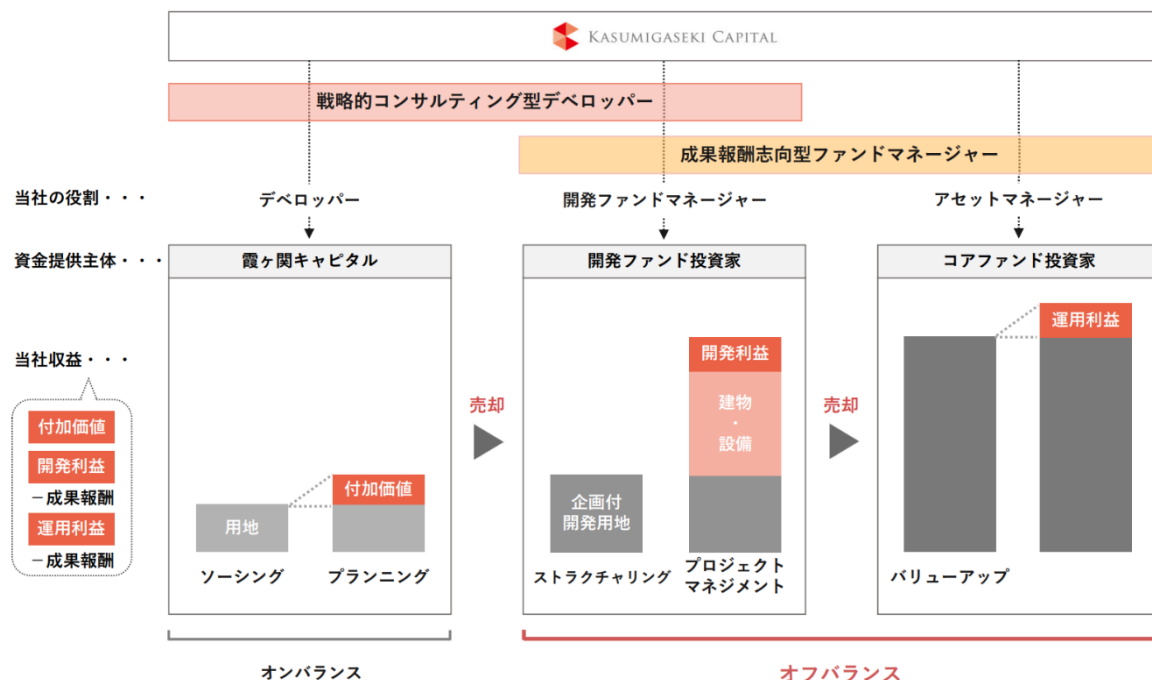 KASUMIGASEKI CAPITAL
戦略的コンサルティング型デベロッパー
成果報酬志向型ファンドマネージャー
当社の役割・・・
デベロッパー
開発ファンドマネージャー
アセットマネージャー
資金提供主体・・・
霞ヶ関キャピタル
開発ファンド投資家
コアファンド投資家
当社収益・・・
付加価値
開発利益
－成果報酬
運用利益
－成果報酬
用地
付加価値
ソーシング
プランニング
売却
企画付
開発用地
開発利益
建物
・
設備
ストラクチャリング
プロジェクト
マネジメント
売却
運用利益
バリューアップ
オンバランス
オフバランス